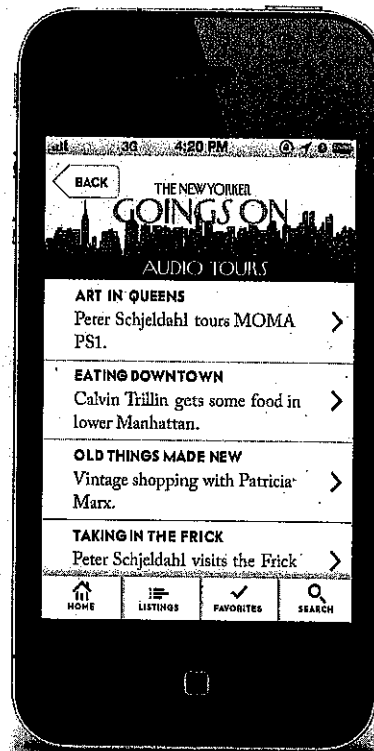 3G 4:20 PM
BACK
THE NEW YORKER
GOINGS ON
AUDIO TOURS
ART IN QUEENS
Peter Schjeldahl tours MOMA
PS1.
EATING DOWNTOWN
Calvin Trillin gets some food in
lower Manhattan.
OLD THINGS MADE NEW
Vintage shopping with Patricia
Marx.
TAKING IN THE FRICK
Peter Schjeldahl visits the Frick
HOME LISTINGS FAVORITES SEARCH